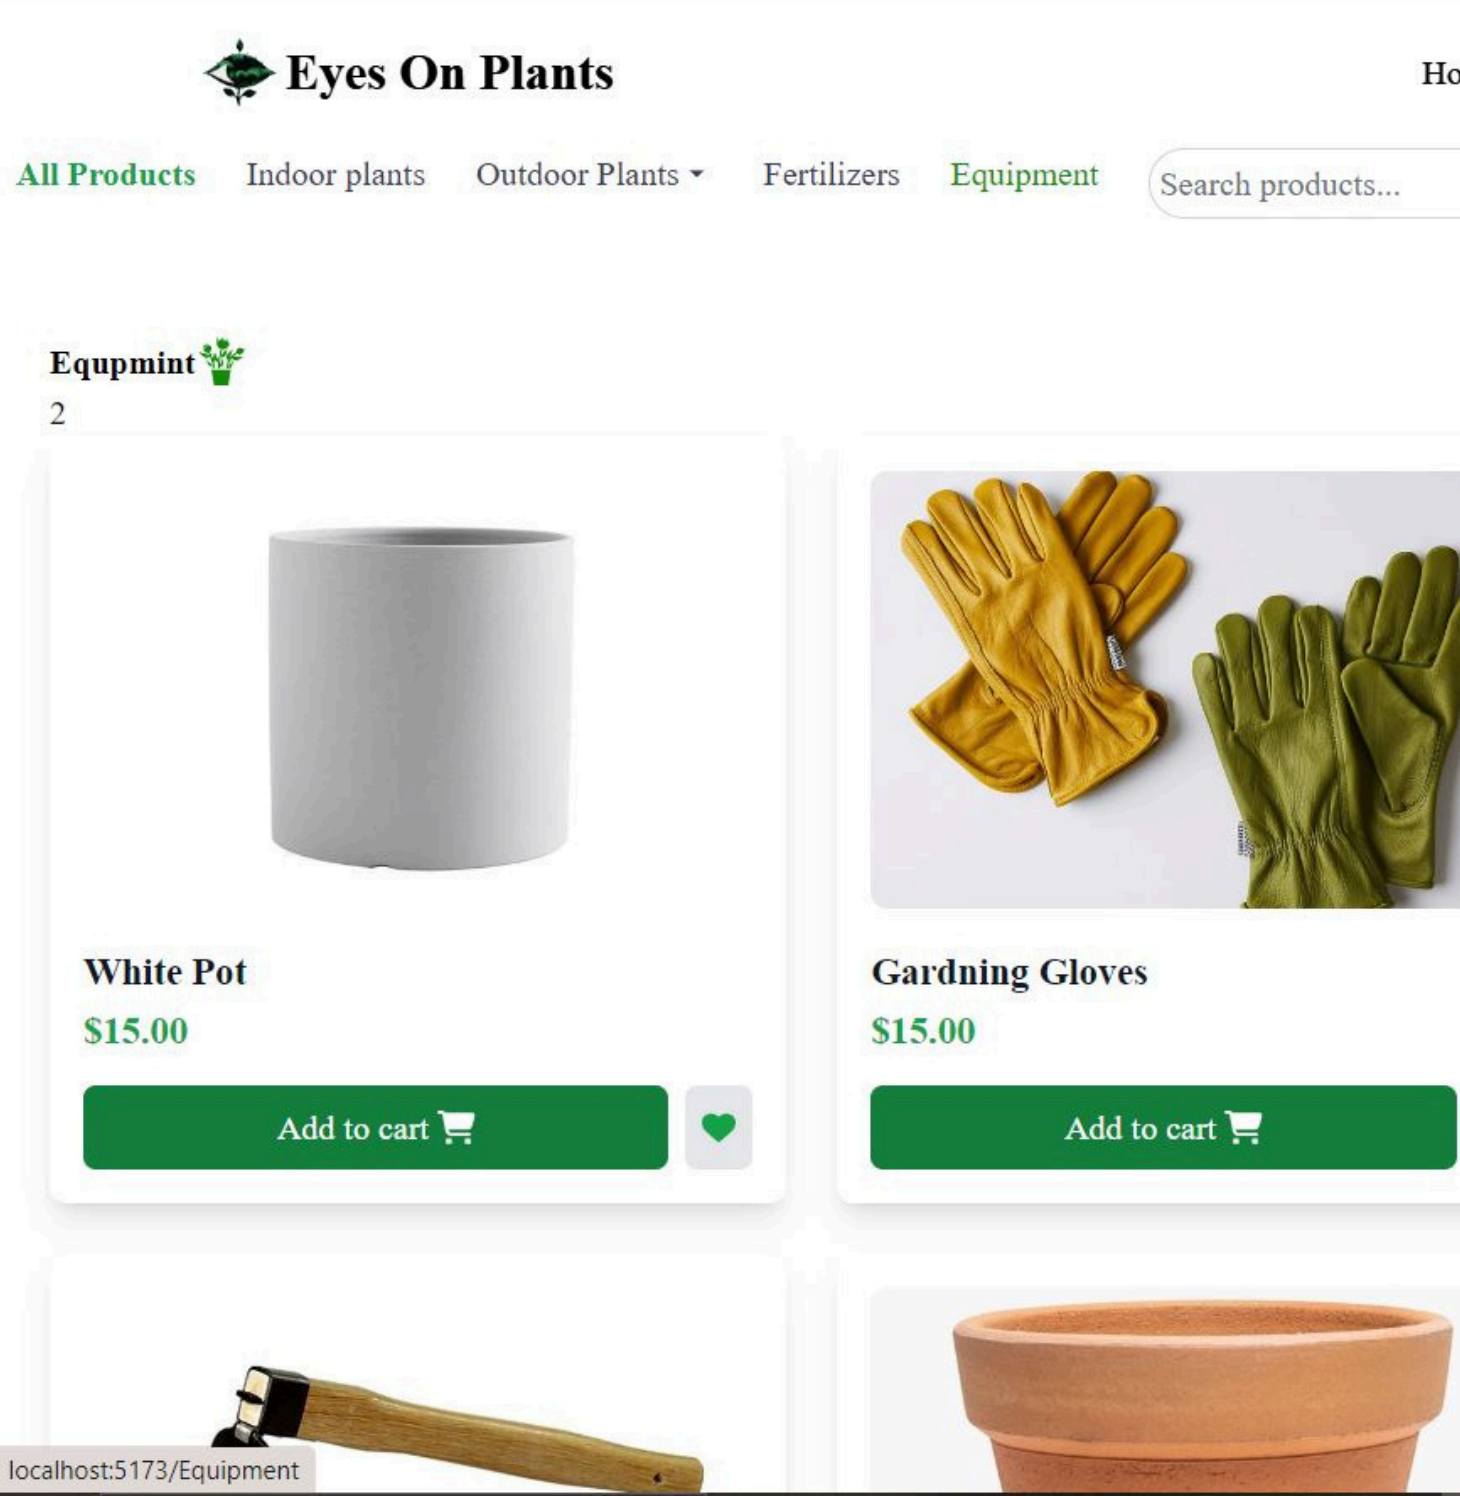 Eyes On Plants
Ho
All Products Indoor plants Outdoor Plants Fertilizers Equipment Search products...
Equpmint
2
White Pot
$15.00
Add to cart
Gardning Gloves
$15.00
Add to cart
localhost:5173/Equipment